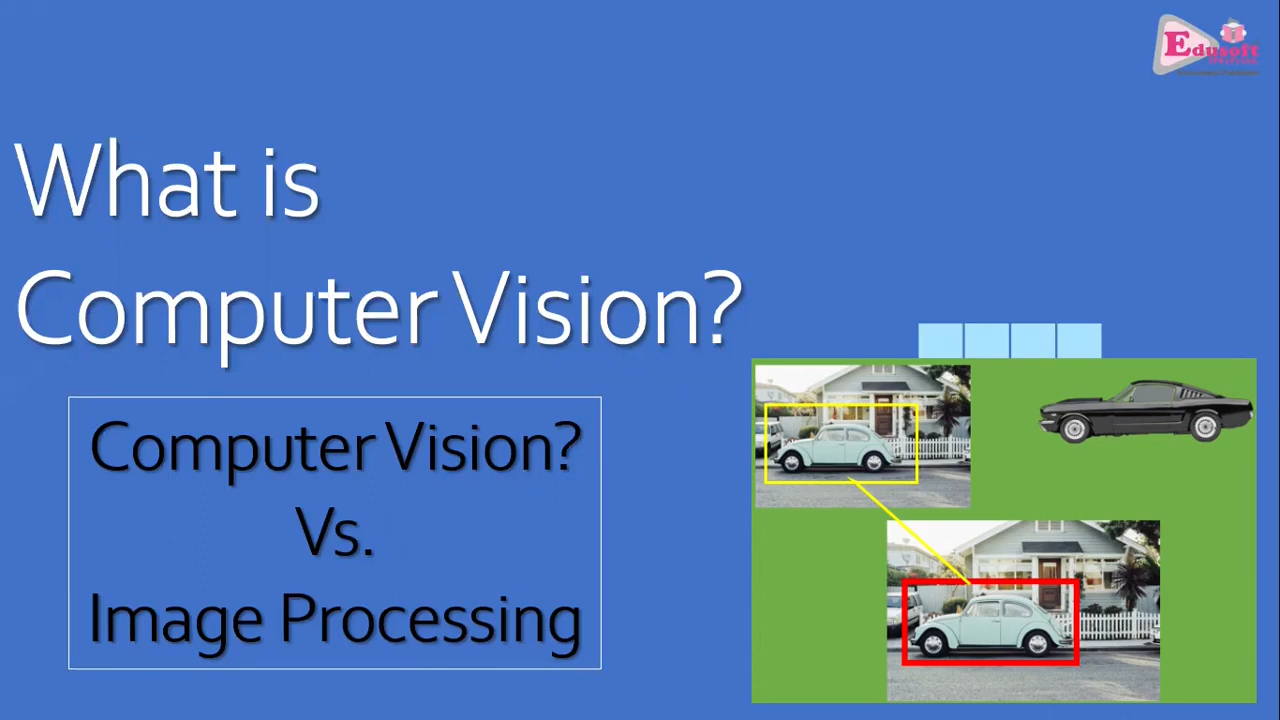 Edusoft
What is
Computer Vision?
Computer Vision?
Vs.
Image Processing